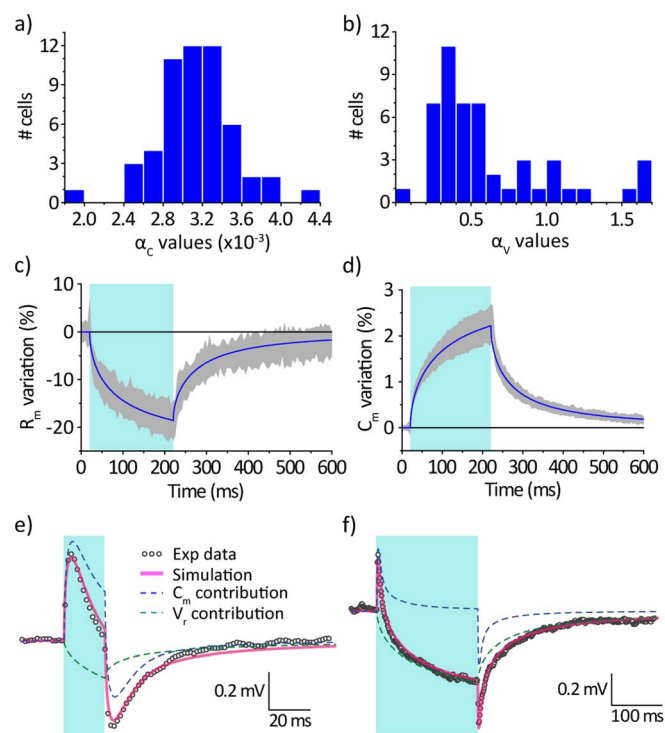 a)
12
9
6
3
0
# cells
2.0 2.4 2.8 3.2 3.6 4.0 4.4
αC values (x10-3)
b)
12
9
6
3
0
# cells
0.5 1.0 1.5
αV values
c)
10
0
-10
-20
Rm variation (%)
0 100 200 300 400 500 600
Time (ms)
d)
3
2
1
0
Cm variation (%)
0 100 200 300 400 500 600
Time (ms)
e)
Exp data
Simulation
Cm contribution
Vr contribution
0.2 mV
20 ms
f)
0.2 mV
100 ms